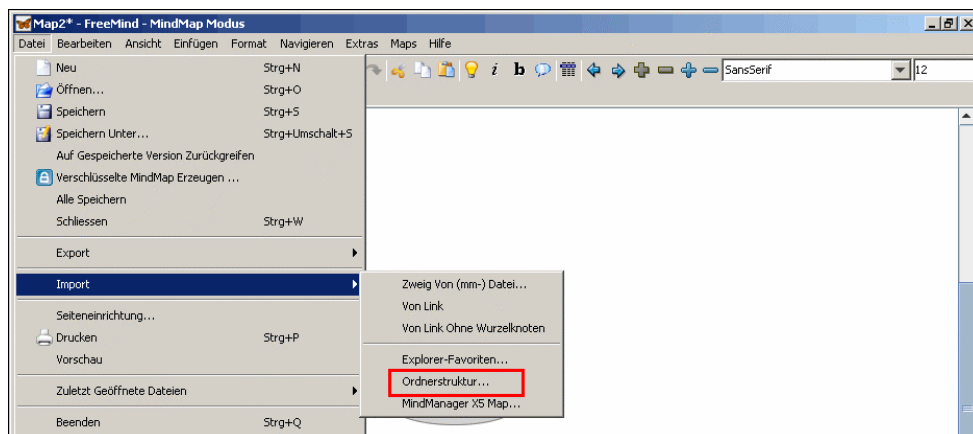 Map2* - FreeMind - MindMap Modus
Datei Bearbeiten Ansicht Einfügen Format Navigieren Extras Maps Hilfe
SansSerif 12
Neu Strg+N
Öffnen... Strg+O
Speichern Strg+S
Speichern Unter... Strg+Umschalt+S
Auf Gespeicherte Version Zurückgreifen
Verschlüsselte MindMap Erzeugen ...
Alle Speichern
Schliessen Strg+W
Export
Import
Seiteneinrichtung...
Drucken Strg+P
Vorschau
Zuletzt Geöffnete Dateien
Beenden Strg+Q
Zweig Von (mm-) Datei...
Von Link
Von Link Ohne Wurzelknoten
Explorer-Favoriten...
Ordnerstruktur...
MindManager X5 Map...